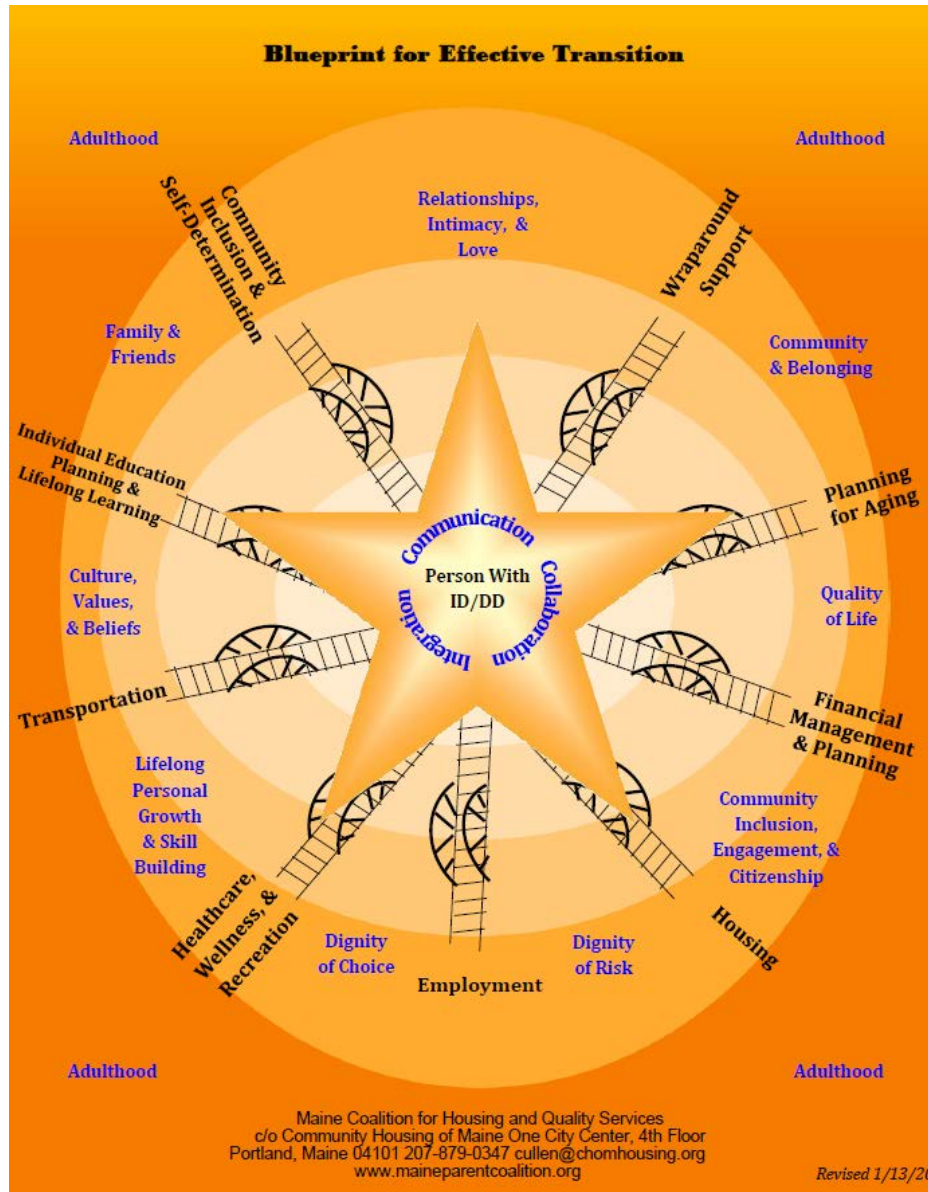 Blueprint for Effective Transition
Adulthood
Adulthood
Relationships,
Intimacy, &
Love
Community
Inclusion &
Self-Determination
Wraparound
Support
Family &
Friends
Community
& Belonging
Individual Education
Planning &
Lifelong Learning
Planning
for Aging
Communication
Collaboration
Integration
Person With
ID/DD
Culture,
Values,
& Beliefs
Quality
of Life
Transportation
Financial
Management
& Planning
Lifelong
Personal
Growth
& Skill
Building
Community
Inclusion,
Engagement, &
Citizenship
Healthcare,
Wellness, &
Recreation
Dignity
of Choice
Employment
Dignity
of Risk
Housing
Adulthood
Adulthood
Maine Coalition for Housing and Quality Services
c/o Community Housing of Maine One City Center, 4th Floor
Portland, Maine 04101 207-879-0347 cullen@chomhousing.org
www.maineparentcoalition.org
Revised 1/13/20